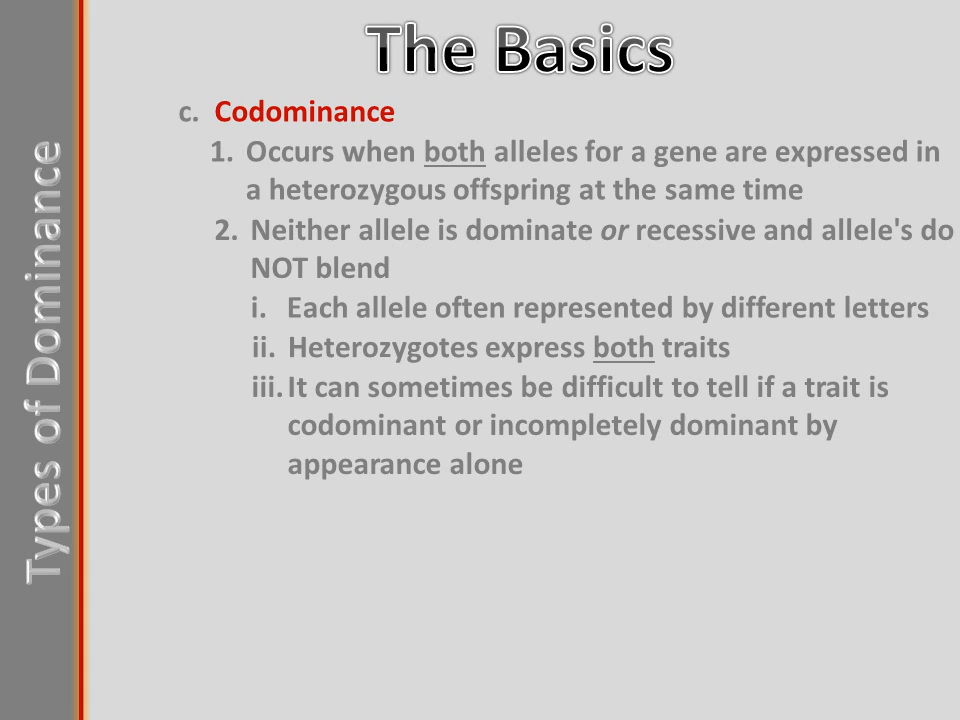 The Basics
Types of Dominance
c. Codominance
1. Occurs when both alleles for a gene are expressed in
a heterozygous offspring at the same time
2. Neither allele is dominate or recessive and allele's do
NOT blend
i. Each allele often represented by different letters
ii. Heterozygotes express both traits
iii. It can sometimes be difficult to tell if a trait is
codominant or incompletely dominant by
appearance alone